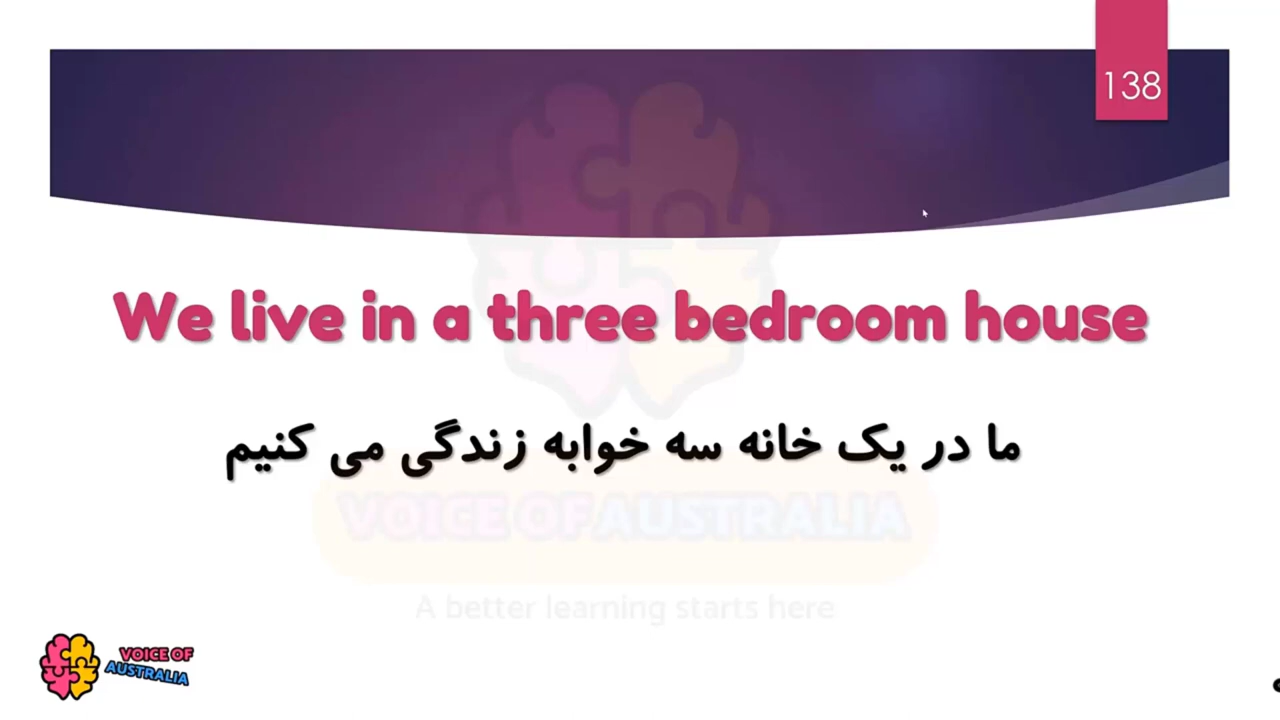 138
We live in a three bedroom house
ما در یک خانه سه خوابه زندگی می کنیم
VOICE OF AUSTRALIA
A better learning starts here
VOICE OF
AUSTRALIA